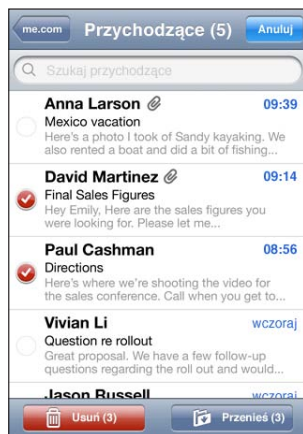 me.com Przychodzące (5) Anuluj
Szukaj przychodzące
Anna Larson 09:39
Mexico vacation
Here's a photo I took of Sandy kayaking. We
also rented a boat and did a bit of fishing...
David Martinez 09:14
Final Sales Figures
Hey Emily, Here are the sales figures you
were looking for. Please let me...
Paul Cashman 08:56
Directions
Here's where we're shooting the video for
the sales conference. Call when you get to...
Vivian Li wczoraj
Question re rollout
Great proposal. We have a few follow-up
questions regarding the roll out and would...
Jason Russell wczoraj
Usuń (3) Przenieś (3)